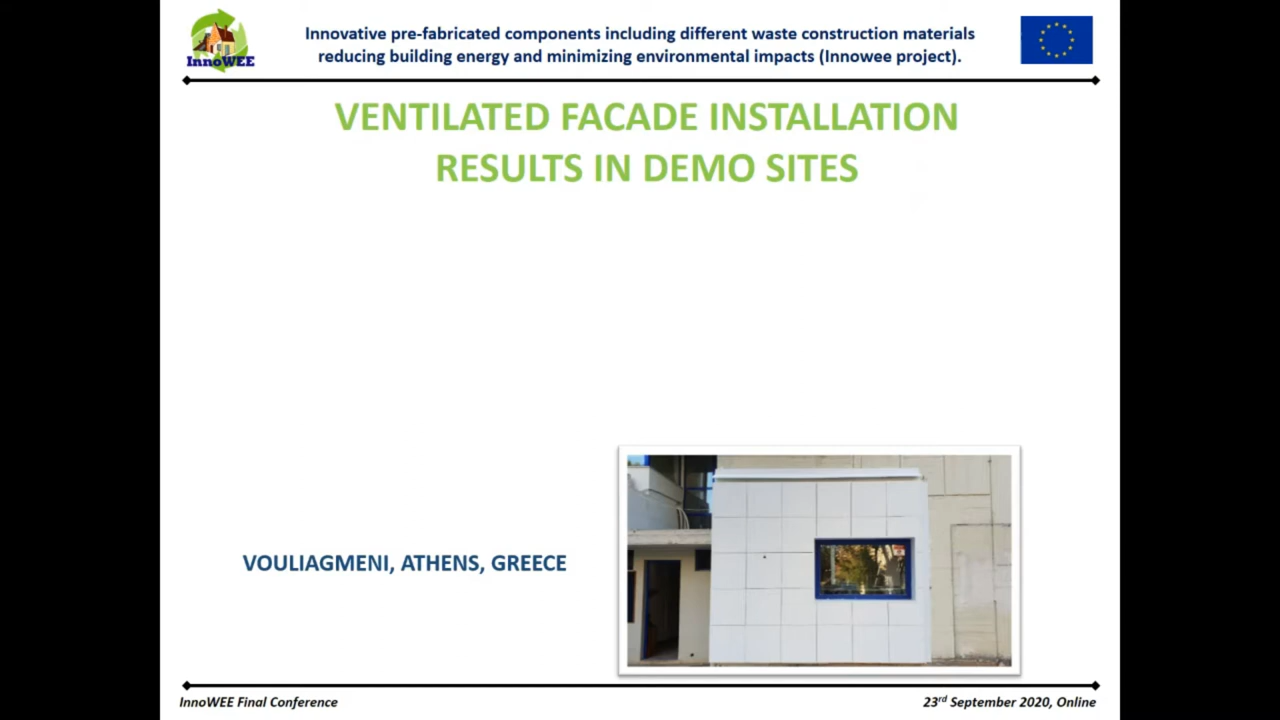 InnoWEE
Innovative pre-fabricated components including different waste construction materials
reducing building energy and minimizing environmental impacts (Innowee project).
VENTILATED FACADE INSTALLATION
RESULTS IN DEMO SITES
VOULIAGMENI, ATHENS, GREECE
InnoWEE Final Conference
23rd September 2020, Online